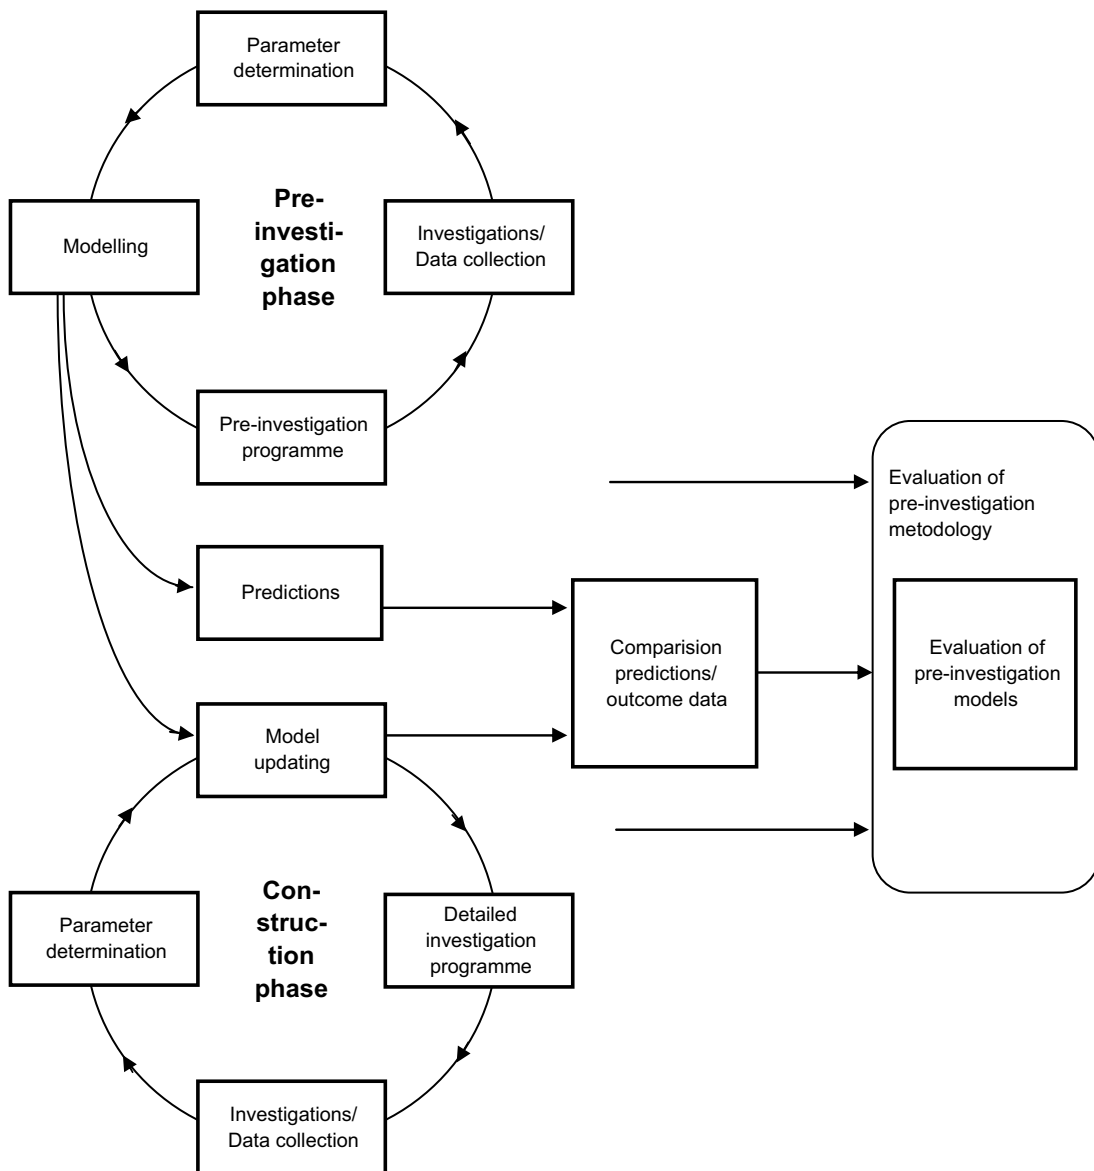 Parameter
determination
Pre-
investi-
gation
phase
Modelling
Investigations/
Data collection
Pre-investigation
programme
Evaluation of
pre-investigation
metodology
Predictions
Comparision
predictions/
outcome data
Evaluation of
pre-investigation
models
Model
updating
Con-
struc-
tion
phase
Parameter
determination
Detailed
investigation
programme
Investigations/
Data collection